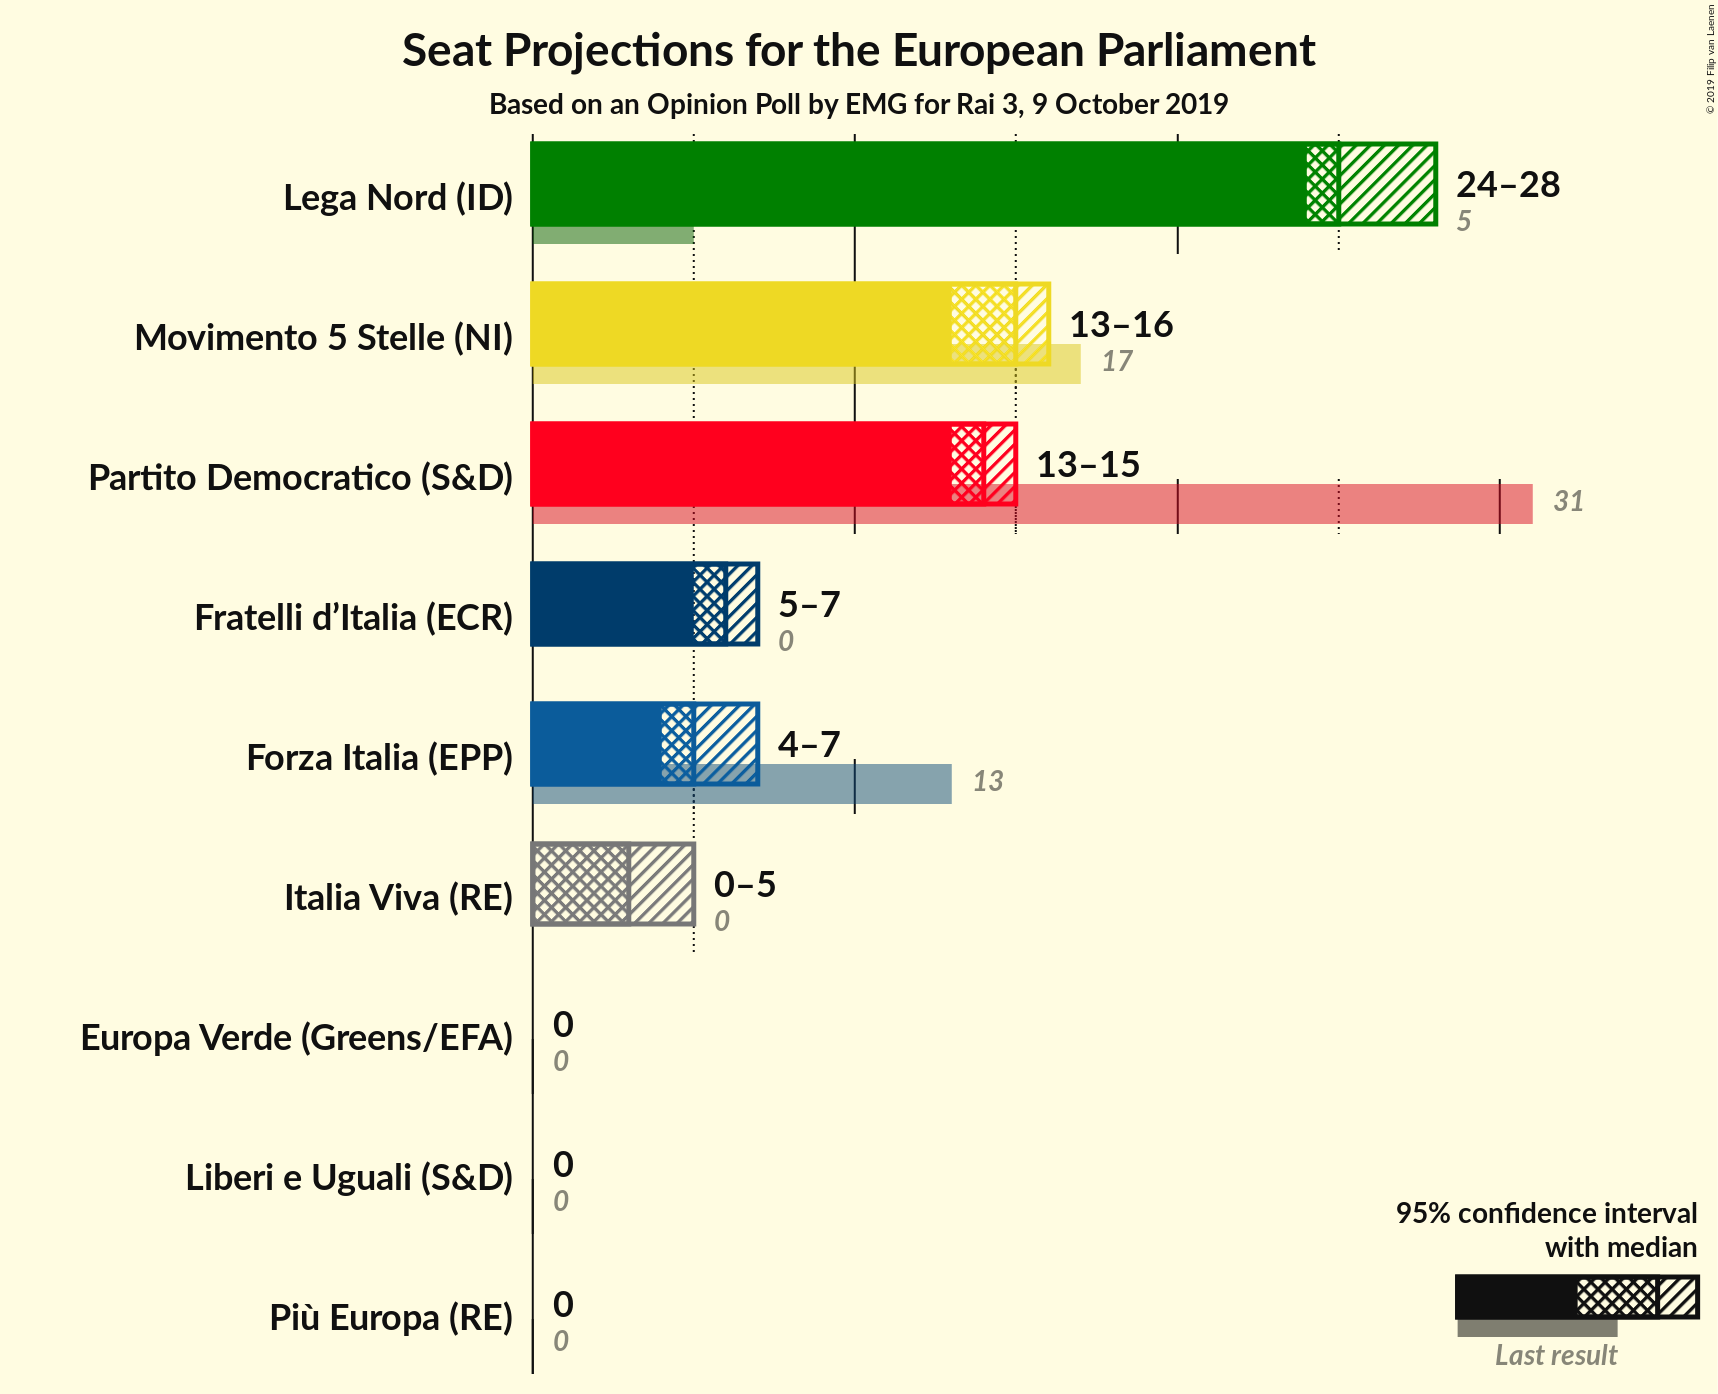 Seat Projections for the European Parliament
Based on an Opinion Poll by EMG for Rai 3, 9 October 2019
© 2019 Filip van Laenen
Lega Nord (ID)
24–28
5
Movimento 5 Stelle (NI)
13–16
17
Partito Democratico (S&D)
13–15
31
Fratelli d’Italia (ECR)
5–7
0
Forza Italia (EPP)
4–7
13
Italia Viva (RE)
0–5
0
Europa Verde (Greens/EFA)
0
0
Liberi e Uguali (S&D)
0
0
Più Europa (RE)
0
0
95% confidence interval
with median
Last result